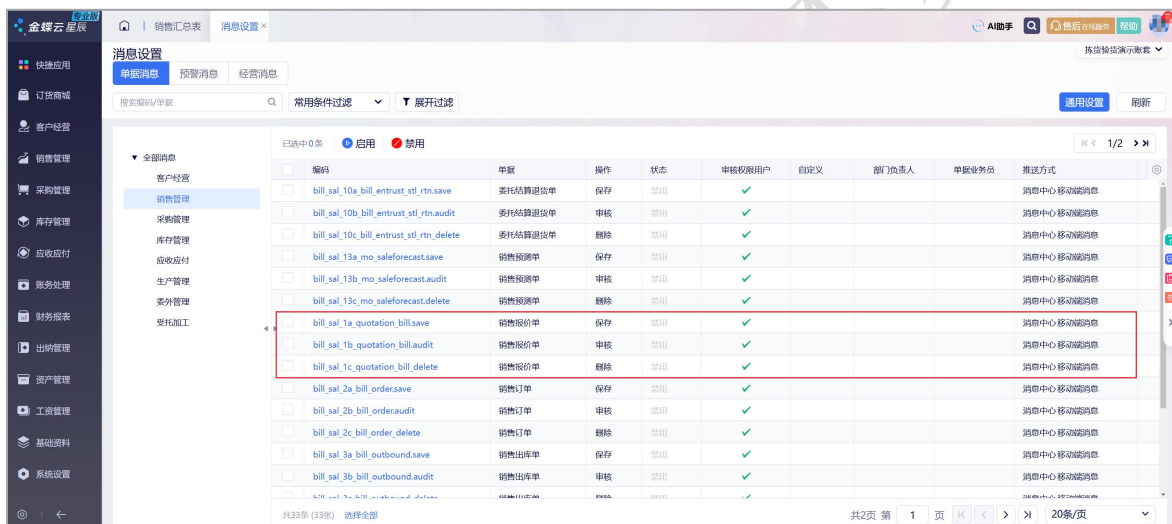 金蝶云星辰 专业版
销售汇总表 消息设置 ×
AI助手 售后在线服务 帮助
拣货验货演示账套
消息设置
单据消息 预警消息 经营消息
搜索编码/单据 常用条件过滤 展开过滤 通用设置 刷新
快捷应用
订货商城
客户经营
销售管理
采购管理
库存管理
应收应付
账务处理
财务报表
出纳管理
资产管理
工资管理
基础资料
系统设置
全部消息
客户经营
销售管理
采购管理
库存管理
应收应付
生产管理
委外管理
受托加工
已选中0条 启用 禁用 1/2
编码 单据 操作 状态 审核权限用户 自定义 部门负责人 单据业务员 推送方式
bill_sal_10a_bill_entrust_stl_rtn.save 委托结算退货单 保存 禁用 ✓ 消息中心 移动端消息
bill_sal_10b_bill_entrust_stl_rtn.audit 委托结算退货单 审核 禁用 ✓ 消息中心 移动端消息
bill_sal_10c_bill_entrust_stl_rtn_delete 委托结算退货单 删除 禁用 ✓ 消息中心 移动端消息
bill_sal_13a_mo_saleforecast.save 销售预测单 保存 禁用 ✓ 消息中心 移动端消息
bill_sal_13b_mo_saleforecast.audit 销售预测单 审核 禁用 ✓ 消息中心 移动端消息
bill_sal_13c_mo_saleforecast.delete 销售预测单 删除 禁用 ✓ 消息中心 移动端消息
bill_sal_1a_quotation_bill.save 销售报价单 保存 禁用 ✓ 消息中心 移动端消息
bill_sal_1b_quotation_bill.audit 销售报价单 审核 禁用 ✓ 消息中心 移动端消息
bill_sal_1c_quotation_bill_delete 销售报价单 删除 禁用 ✓ 消息中心 移动端消息
bill_sal_2a_bill_order.save 销售订单 保存 禁用 ✓ 消息中心 移动端消息
bill_sal_2b_bill_order.audit 销售订单 审核 禁用 ✓ 消息中心 移动端消息
bill_sal_2c_bill_order_delete 销售订单 删除 禁用 ✓ 消息中心 移动端消息
bill_sal_3a_bill_outbound.save 销售出库单 保存 禁用 ✓ 消息中心 移动端消息
bill_sal_3b_bill_outbound.audit 销售出库单 审核 禁用 ✓ 消息中心 移动端消息
共33条 (33张) 选择全部 共2页 第 1 页 20条/页